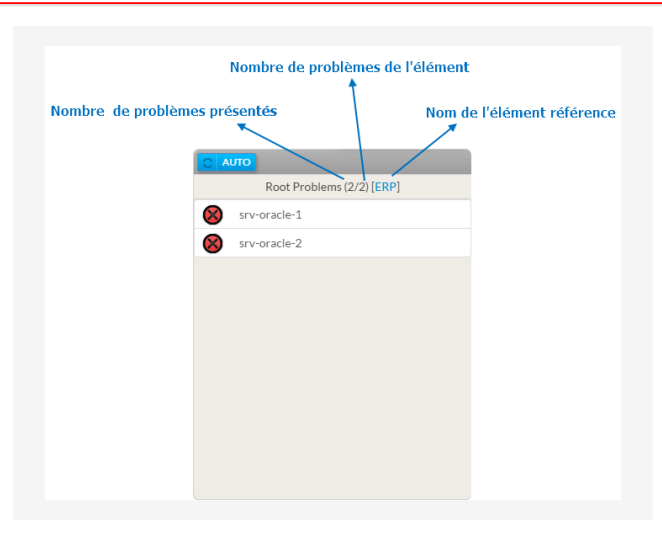 Nombre de problèmes de l'élément
Nombre de problèmes présentés
Nom de l'élément référence
AUTO
Root Problems (2/2) [ERP]
srv-oracle-1
srv-oracle-2